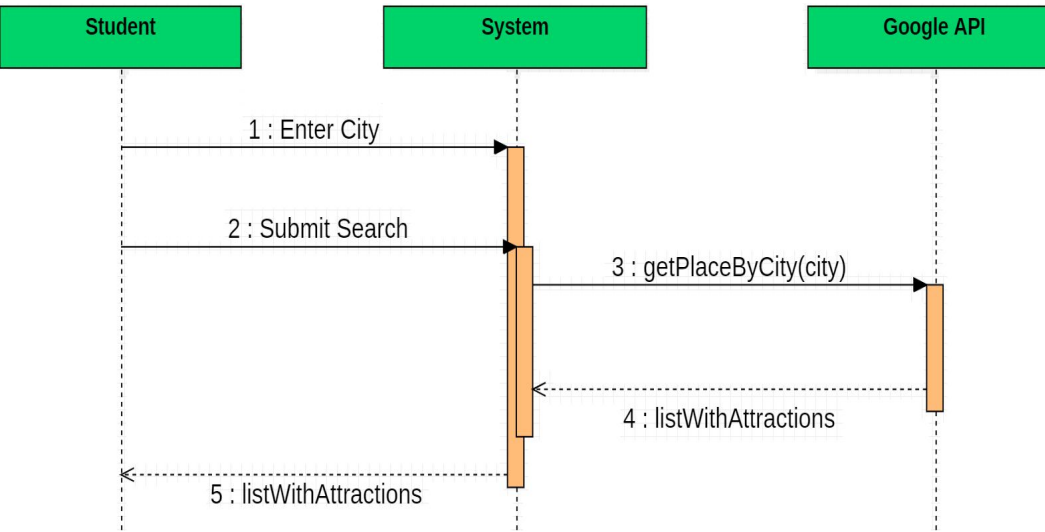 Student
System
Google API
1 : Enter City
2 : Submit Search
3 : getPlaceByCity(city)
4 : listWithAttractions
5 : listWithAttractions